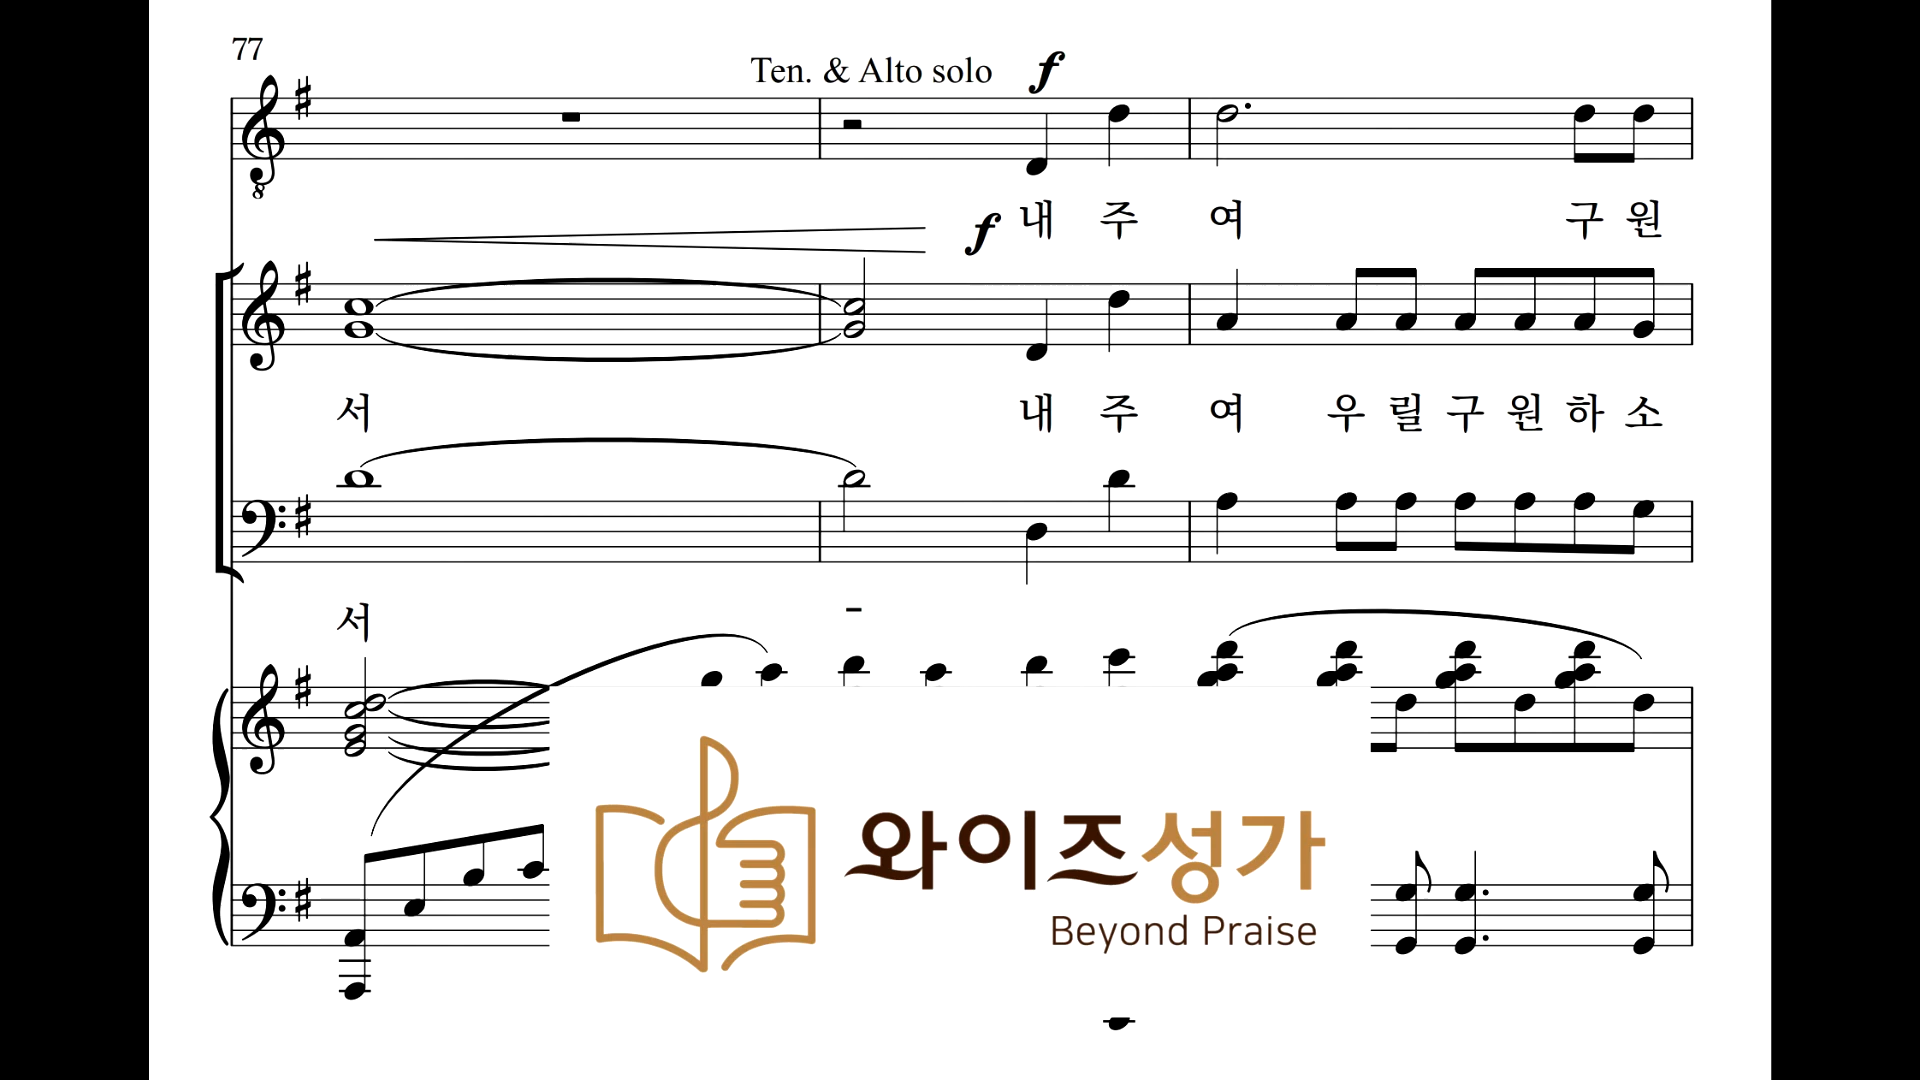 77
Ten. & Alto solo f
8
내 주 여 구 원
f
서 내 주 여 우 릴 구 원 하 소
서 -
와이즈성가
Beyond Praise